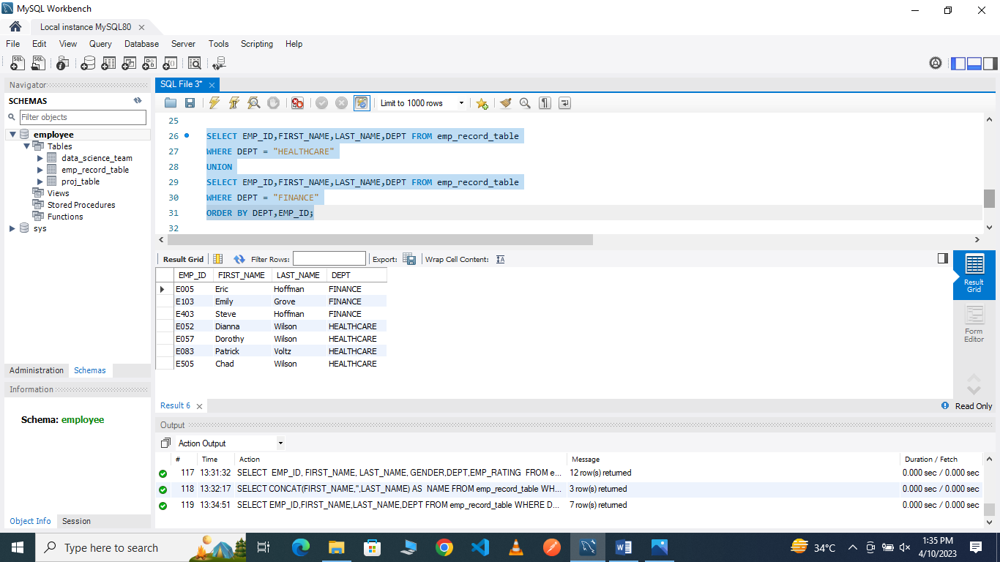 MySQL Workbench
Local instance MySQL80
File Edit View Query Database Server Tools Scripting Help
Navigator
SCHEMAS
Filter objects
employee
Tables
data_science_team
emp_record_table
proj_table
Views
Stored Procedures
Functions
sys
Administration Schemas
Information
Schema: employee
Object Info Session
SQL File 3*
Limit to 1000 rows
25
26 SELECT EMP_ID,FIRST_NAME,LAST_NAME,DEPT FROM emp_record_table
27 WHERE DEPT = "HEALTHCARE"
28 UNION
29 SELECT EMP_ID,FIRST_NAME,LAST_NAME,DEPT FROM emp_record_table
30 WHERE DEPT = "FINANCE"
31 ORDER BY DEPT,EMP_ID;
32
Result Grid Filter Rows: Export: Wrap Cell Content:
EMP_ID FIRST_NAME LAST_NAME DEPT
E005 Eric Hoffman FINANCE
E103 Emily Grove FINANCE
E403 Steve Hoffman FINANCE
E052 Dianna Wilson HEALTHCARE
E057 Dorothy Wilson HEALTHCARE
E083 Patrick Voltz HEALTHCARE
E505 Chad Wilson HEALTHCARE
Result
Grid
Form
Editor
Result 6
Read Only
Output
Action Output
# Time Action Message Duration / Fetch
117 13:31:32 SELECT EMP_ID, FIRST_NAME, LAST_NAME, GENDER,DEPT,EMP_RATING FROM e... 12 row(s) returned 0.000 sec / 0.000 sec
118 13:32:17 SELECT CONCAT(FIRST_NAME,'',LAST_NAME) AS NAME FROM emp_record_table WH... 3 row(s) returned 0.000 sec / 0.000 sec
119 13:34:51 SELECT EMP_ID,FIRST_NAME,LAST_NAME,DEPT FROM emp_record_table WHERE D... 7 row(s) returned 0.000 sec / 0.000 sec
Type here to search
34°C
1:35 PM
4/10/2023